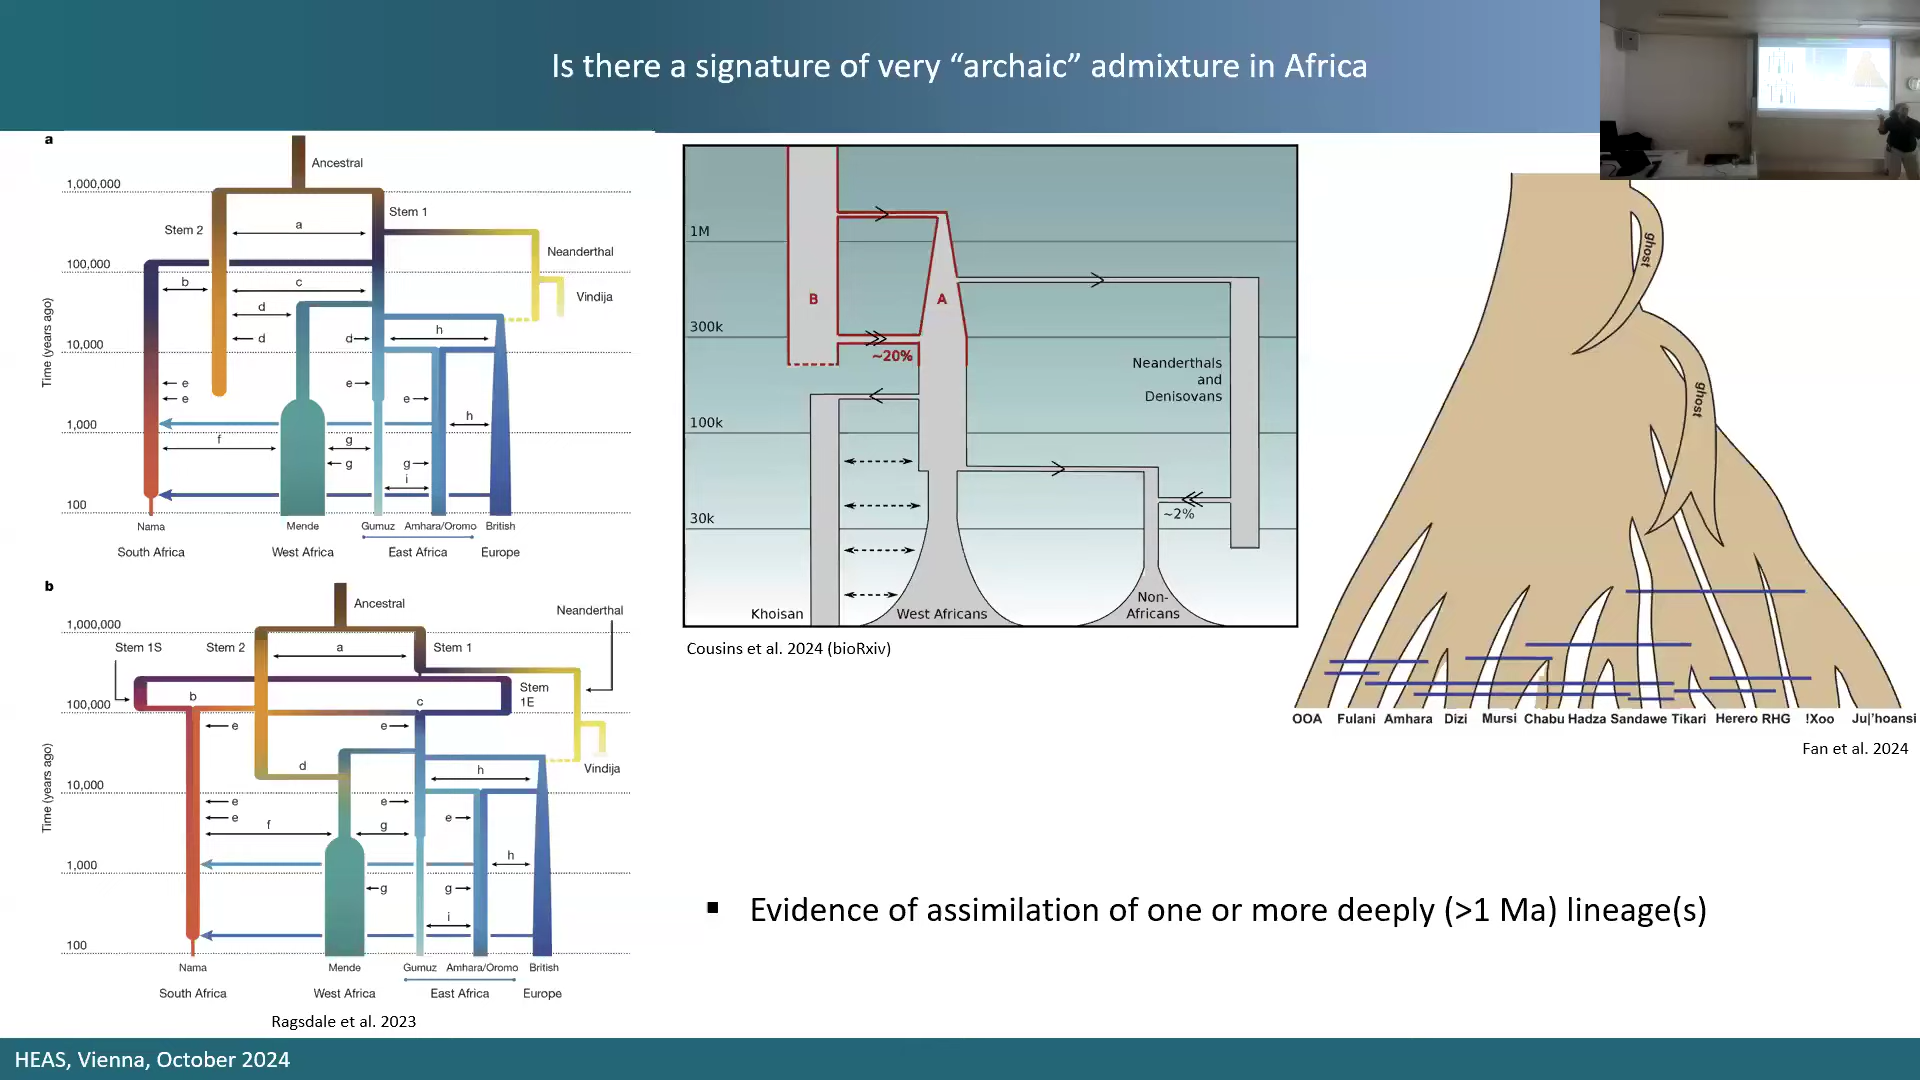 Is there a signature of very “archaic” admixture in Africa
a
Ancestral
1,000,000
Stem 1
Stem 2
a
Neanderthal
100,000
b
c
Vindija
d
h
d
d
10,000
e
e
e
e
1,000
h
f
g
g
g
i
100
Time (years ago)
Nama
Mende
Gumuz
Amhara/Oromo
British
South Africa
West Africa
East Africa
Europe
b
Ancestral
Neanderthal
1,000,000
Stem 1S
Stem 2
a
Stem 1
b
c
Stem
1E
100,000
e
e
d
h
Vindija
10,000
e
e
e
e
f
g
h
1,000
g
g
i
100
Time (years ago)
Nama
Mende
Gumuz
Amhara/Oromo
British
South Africa
West Africa
East Africa
Europe
Ragsdale et al. 2023
1M
B
A
300k
~20%
Neanderthals
and
Denisovans
100k
30k
~2%
Khoisan
West Africans
Non-
Africans
Cousins et al. 2024 (bioRxiv)
ghost
ghost
OOA
Fulani
Amhara
Dizi
Mursi
Chabu
Hadza
Sandawe
Tikari
Herero
RHG
!Xoo
Ju|'hoansi
Fan et al. 2024
▪ Evidence of assimilation of one or more deeply (>1 Ma) lineage(s)
HEAS, Vienna, October 2024